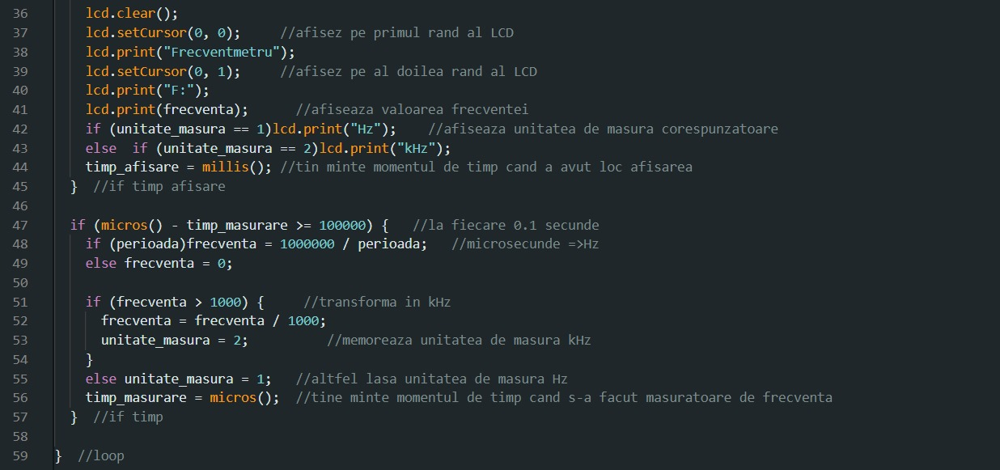 36 lcd.clear();
37 lcd.setCursor(0, 0);     //afisez pe primul rand al LCD
38 lcd.print("Frecventmetru");
39 lcd.setCursor(0, 1);     //afisez pe al doilea rand al LCD
40 lcd.print("F:");
41 lcd.print(frecventa);      //afiseaza valoarea frecventei
42 if (unitate_masura == 1)lcd.print("Hz");    //afiseaza unitatea de masura corespunzatoare
43 else  if (unitate_masura == 2)lcd.print("kHz");
44 timp_afisare = millis(); //tin minte momentul de timp cand a avut loc afisarea
45 }  //if timp afisare
46
47 if (micros() - timp_masurare >= 100000) {   //la fiecare 0.1 secunde
48 if (perioada)frecventa = 1000000 / perioada;   //microsecunde =>Hz
49 else frecventa = 0;
50
51 if (frecventa > 1000) {     //transforma in kHz
52 frecventa = frecventa / 1000;
53 unitate_masura = 2;          //memoreaza unitatea de masura kHz
54 }
55 else unitate_masura = 1;   //altfel lasa unitatea de masura Hz
56 timp_masurare = micros();  //tine minte momentul de timp cand s-a facut masuratoare de frecventa
57 }  //if timp
58
59 }  //loop